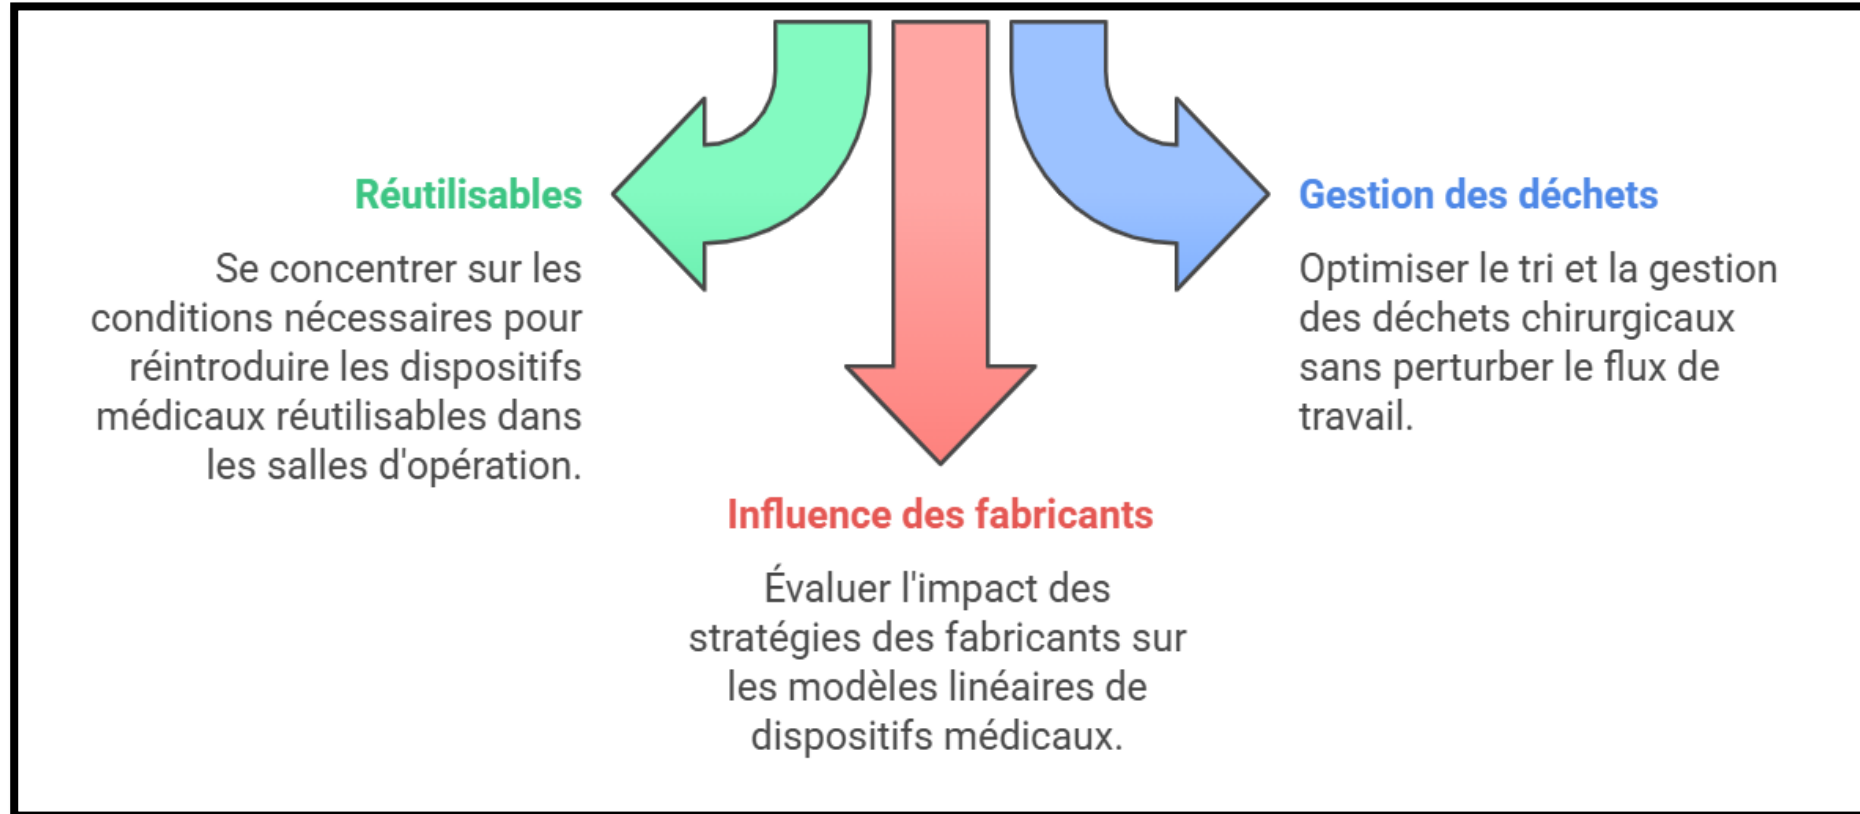 Réutilisables
Se concentrer sur les
conditions nécessaires pour
réintroduire les dispositifs
médicaux réutilisables dans
les salles d'opération.
Influence des fabricants
Évaluer l'impact des
stratégies des fabricants sur
les modèles linéaires de
dispositifs médicaux.
Gestion des déchets
Optimiser le tri et la gestion
des déchets chirurgicaux
sans perturber le flux de
travail.